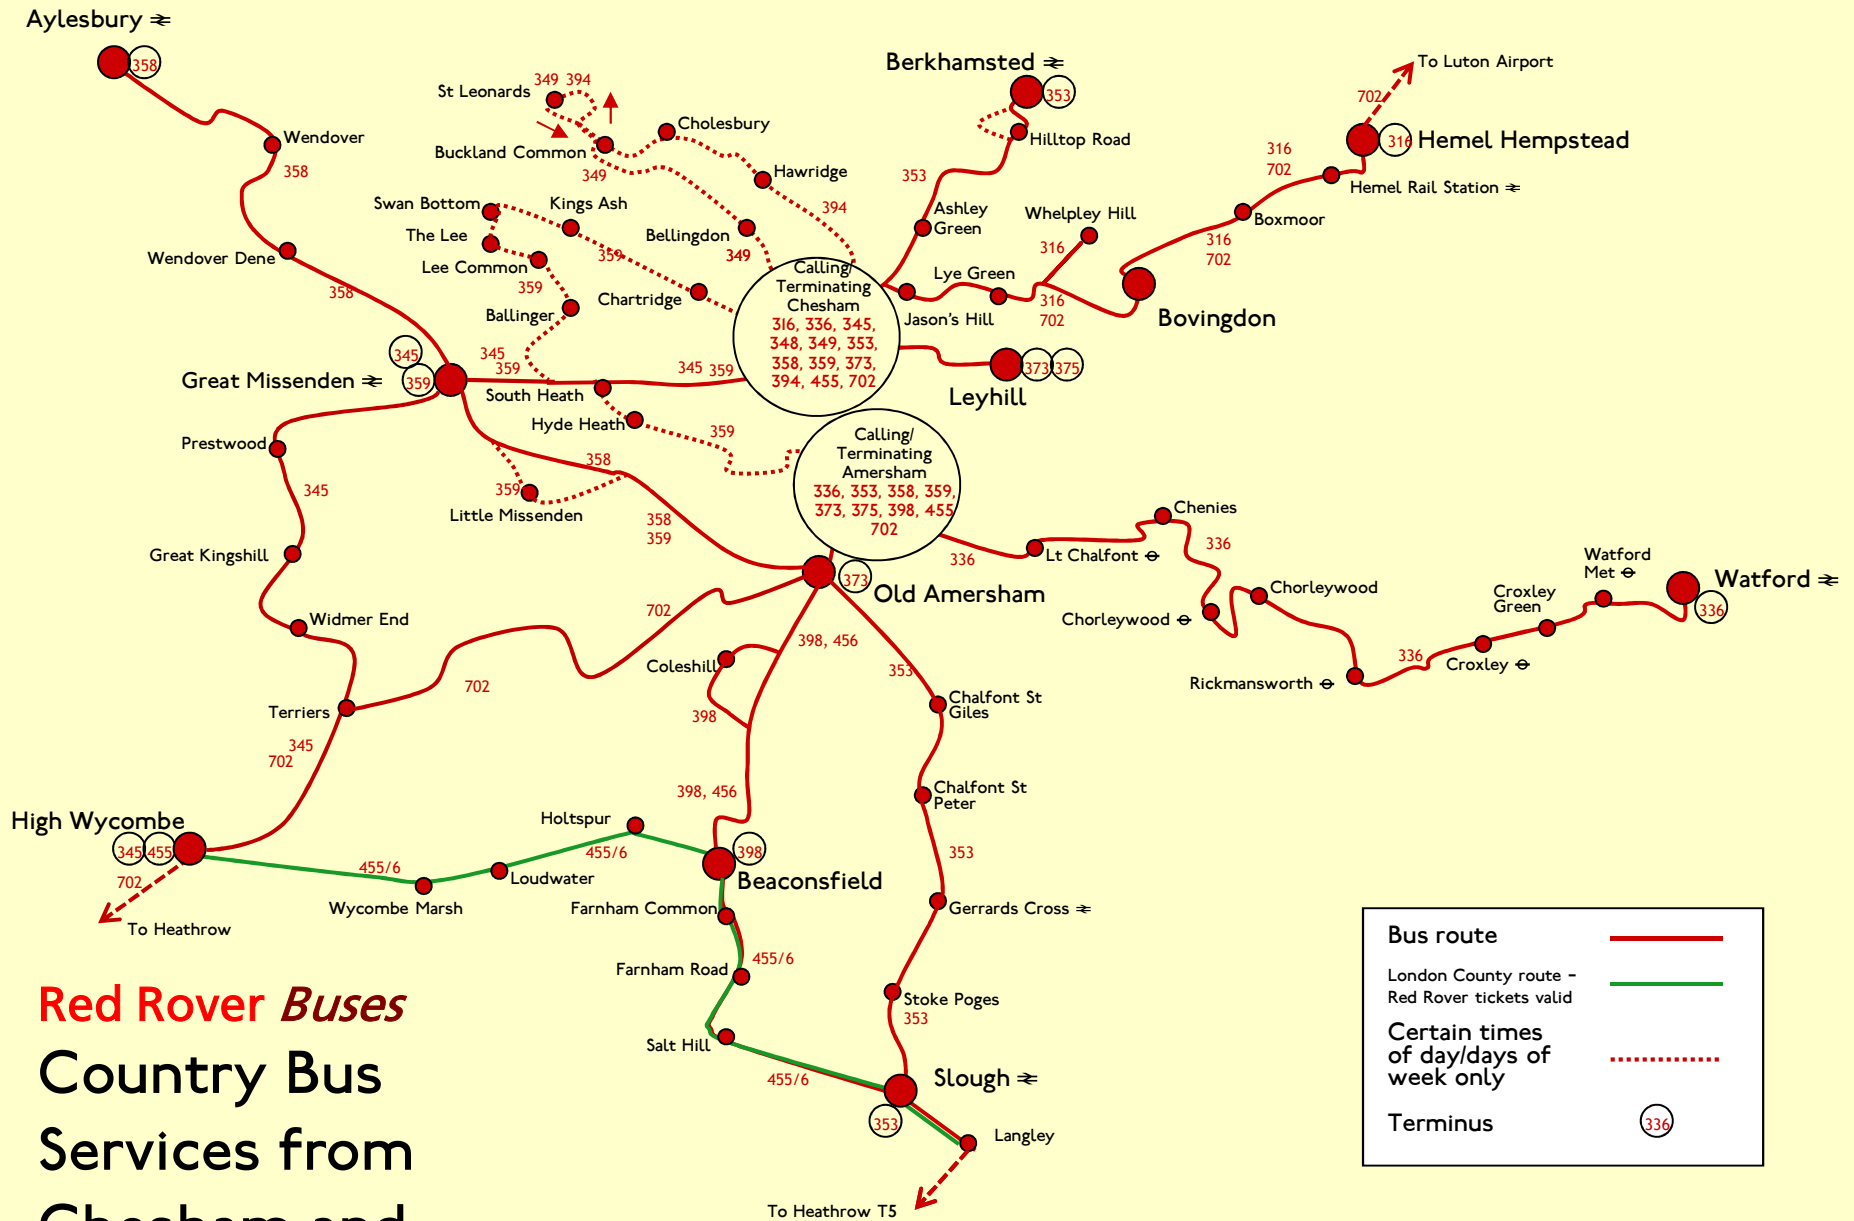 Aylesbury
358
Wendover
358
Wendover Dene
358
349 394
St Leonards
Buckland Common
Cholesbury
349
Hawridge
394
Swan Bottom
Kings Ash
The Lee
359
Bellingdon
349
Lee Common
359
Chartridge
Ballinger
Berkhamsted
353
Hilltop Road
353
Ashley
Green
Whelpley Hill
316
Lye Green
Jason's Hill
316
702
To Luton Airport
702
316
Hemel Hempstead
316
702
Hemel Rail Station
Boxmoor
316
702
Bovingdon
Calling/
Terminating
Chesham
316, 336, 345,
348, 349, 353,
358, 359, 373,
394, 455, 702
373
375
Leyhill
345
359
Great Missenden
345
359
345 359
South Heath
Hyde Heath
359
Prestwood
358
345
359
Little Missenden
358
359
Great Kingshill
Widmer End
Calling/
Terminating
Amersham
336, 353, 358, 359,
373, 375, 398, 455
702
373
Old Amersham
336
Lt Chalfont
Chenies
336
Chorleywood
Chorleywood
Rickmansworth
336
Croxley
Croxley
Green
Watford
Met
Watford
336
702
702
Terriers
345
702
Coleshill
398, 456
398
398, 456
353
Chalfont St
Giles
Chalfont St
Peter
353
Gerrards Cross
Stoke Poges
353
High Wycombe
345
455
702
To Heathrow
455/6
Wycombe Marsh
Loudwater
Holtspur
455/6
398
Beaconsfield
Farnham Common
455/6
Farnham Road
Salt Hill
455/6
Slough
353
Langley
To Heathrow T5
Red Rover Buses
Country Bus
Services from
Chesham and
Bus route
London County route -
Red Rover tickets valid
Certain times
of day/days of
week only
Terminus
336